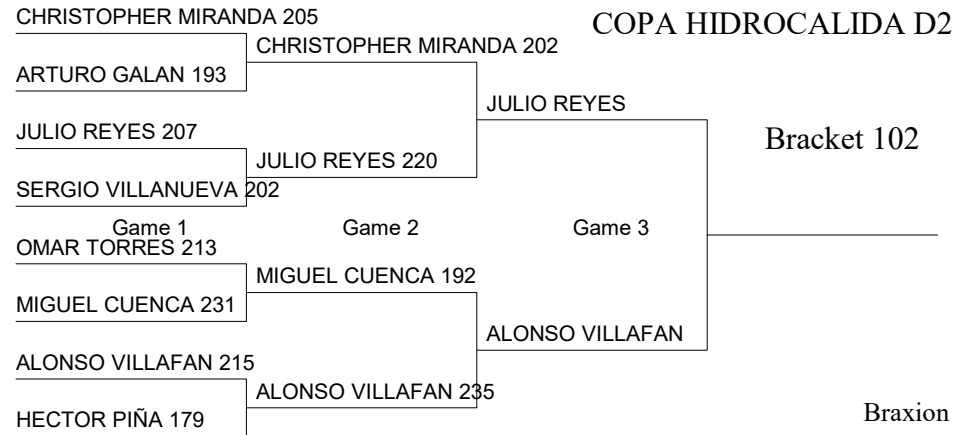 CHRISTOPHER MIRANDA 205
COPA HIDROCALIDA D2
CHRISTOPHER MIRANDA 202
ARTURO GALAN 193
JULIO REYES
JULIO REYES 207
Bracket 102
JULIO REYES 220
SERGIO VILLANUEVA 202
Game 1
Game 2
Game 3
OMAR TORRES 213
MIGUEL CUENCA 192
MIGUEL CUENCA 231
ALONSO VILLAFAN
ALONSO VILLAFAN 215
ALONSO VILLAFAN 235
HECTOR PIÑA 179
Braxion